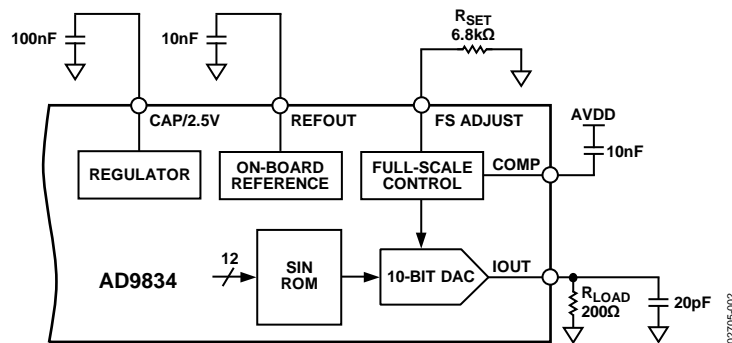 100nF
10nF
RSET
6.8kΩ
CAP/2.5V
REFOUT
FS ADJUST
AVDD
REGULATOR
ON-BOARD
REFERENCE
FULL-SCALE
CONTROL
COMP
10nF
AD9834
12
SIN
ROM
10-BIT DAC
IOUT
RLOAD
200Ω
20pF
02705-002